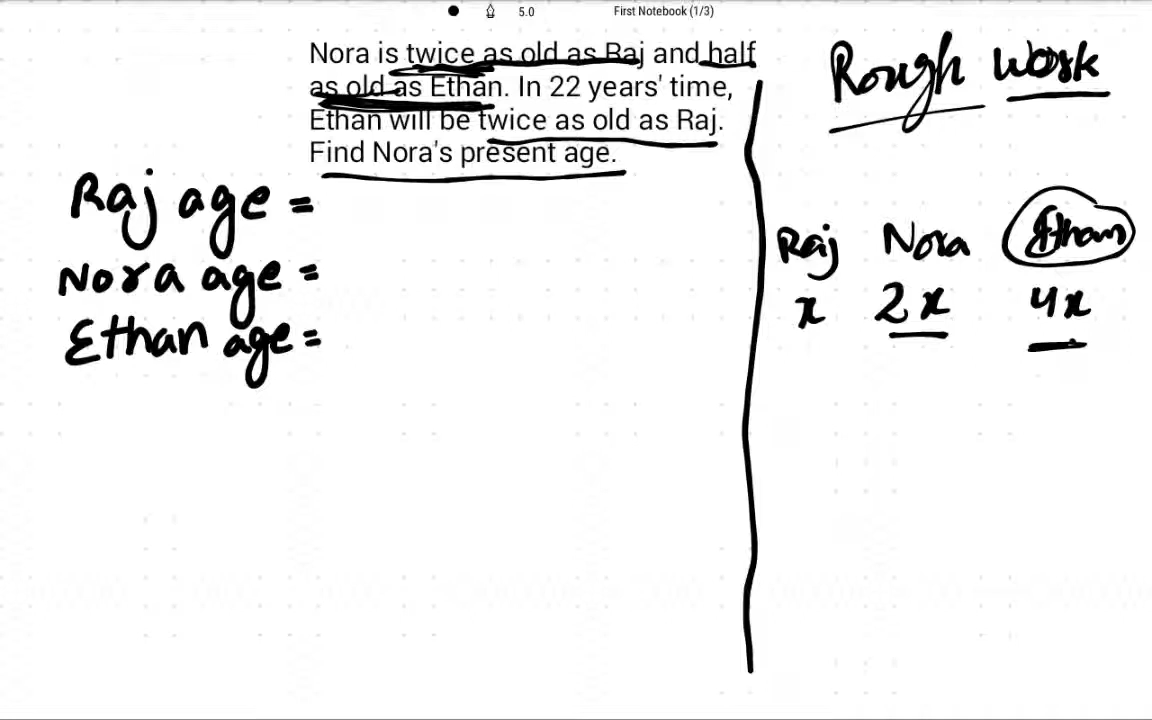 5.0 First Notebook (1/3)
Nora is twice as old as Raj and half
as old as Ethan. In 22 years' time,
Ethan will be twice as old as Raj.
Find Nora's present age.
Raj age =
Nora age =
Ethan age =
Rough Work
Raj Nora Ethan
x 2x 4x